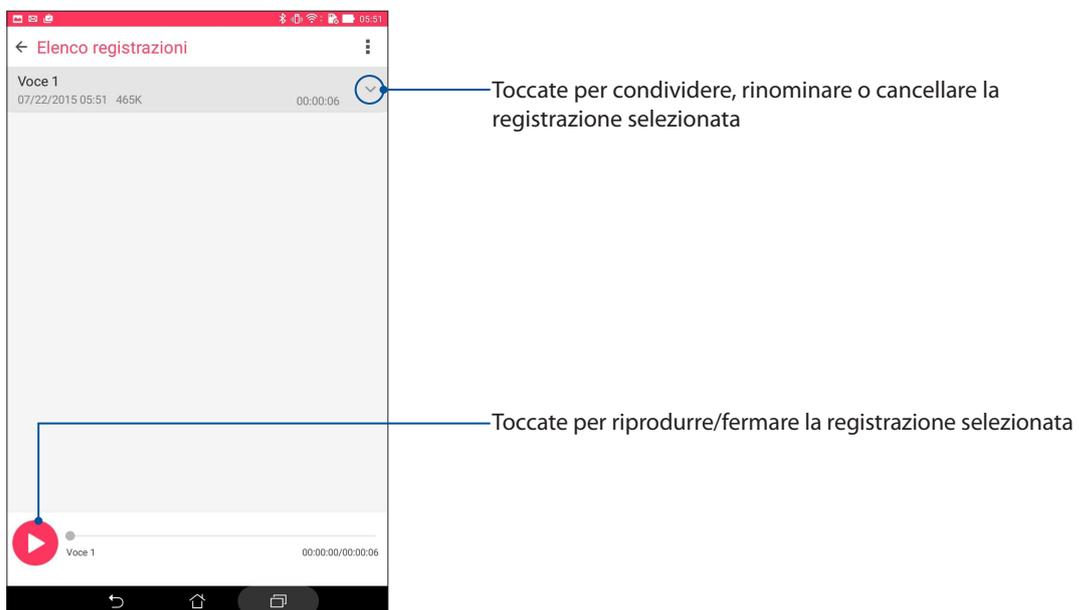 05:51
Elenco registrazioni
Voce 1
07/22/2015 05:51 465K
00:00:06
Toccate per condividere, rinominare o cancellare la
registrazione selezionata
Toccate per riprodurre/fermare la registrazione selezionata
Voce 1
00:00:00/00:00:06